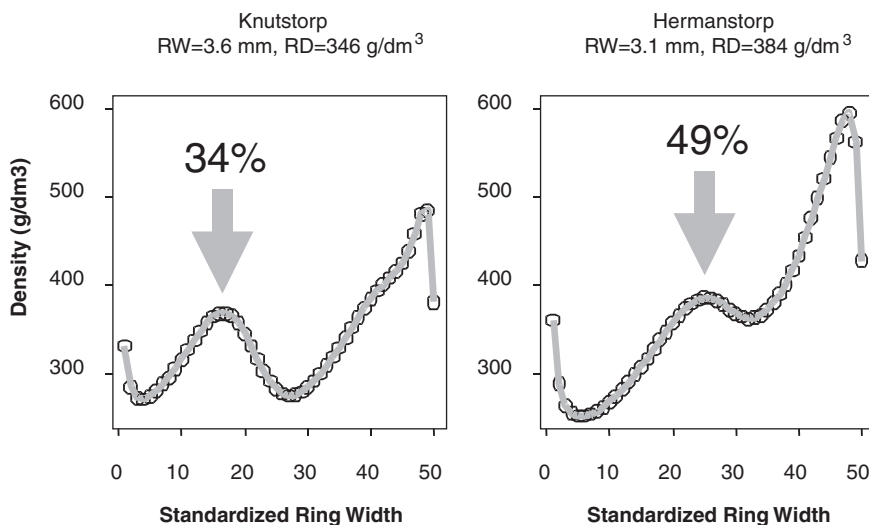 Knutstorp
RW=3.6 mm, RD=346 g/dm3
Hermanstorp
RW=3.1 mm, RD=384 g/dm3
Density (g/dm3)
600
500
400
300
34%
0 10 20 30 40 50
Standardized Ring Width
600
500
400
300
49%
0 10 20 30 40 50
Standardized Ring Width